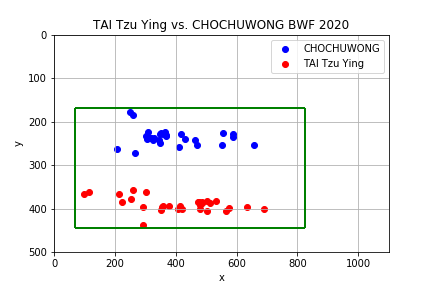 TAI Tzu Ying vs. CHOCHUWONG BWF 2020
CHOCHUWONG
TAI Tzu Ying
0
100
200
300
400
500
y
0 200 400 600 800 1000
x